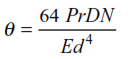 θ = 64 PrDN / Ed⁴